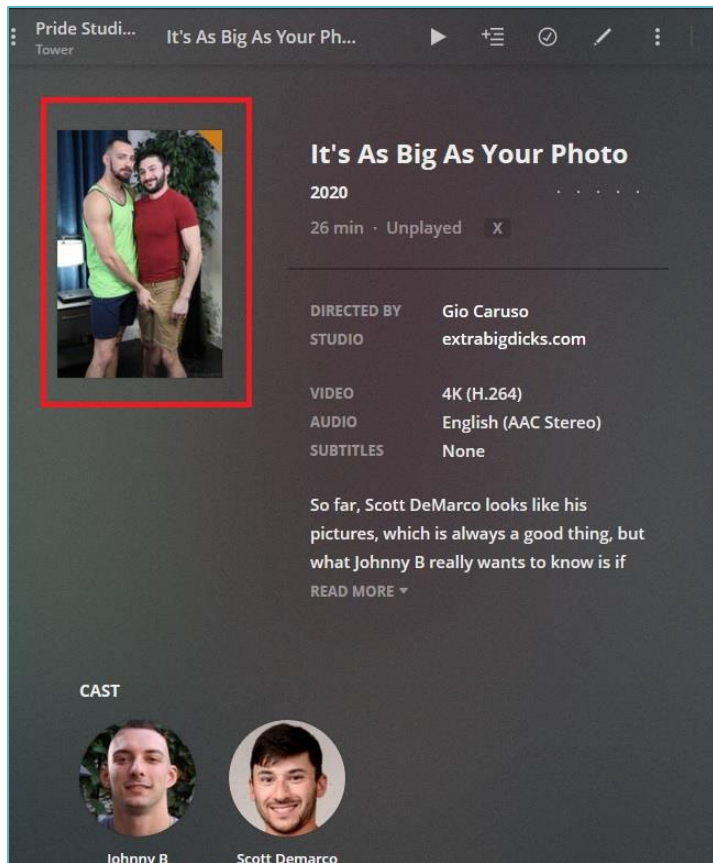 Pride Studi...
Tower
It's As Big As Your Ph...
It's As Big As Your Photo
2020
26 min · Unplayed X
DIRECTED BY Gio Caruso
STUDIO extrabigdicks.com
VIDEO 4K (H.264)
AUDIO English (AAC Stereo)
SUBTITLES None
So far, Scott DeMarco looks like his
pictures, which is always a good thing, but
what Johnny B really wants to know is if
READ MORE
CAST
Johnny B Scott Demarco